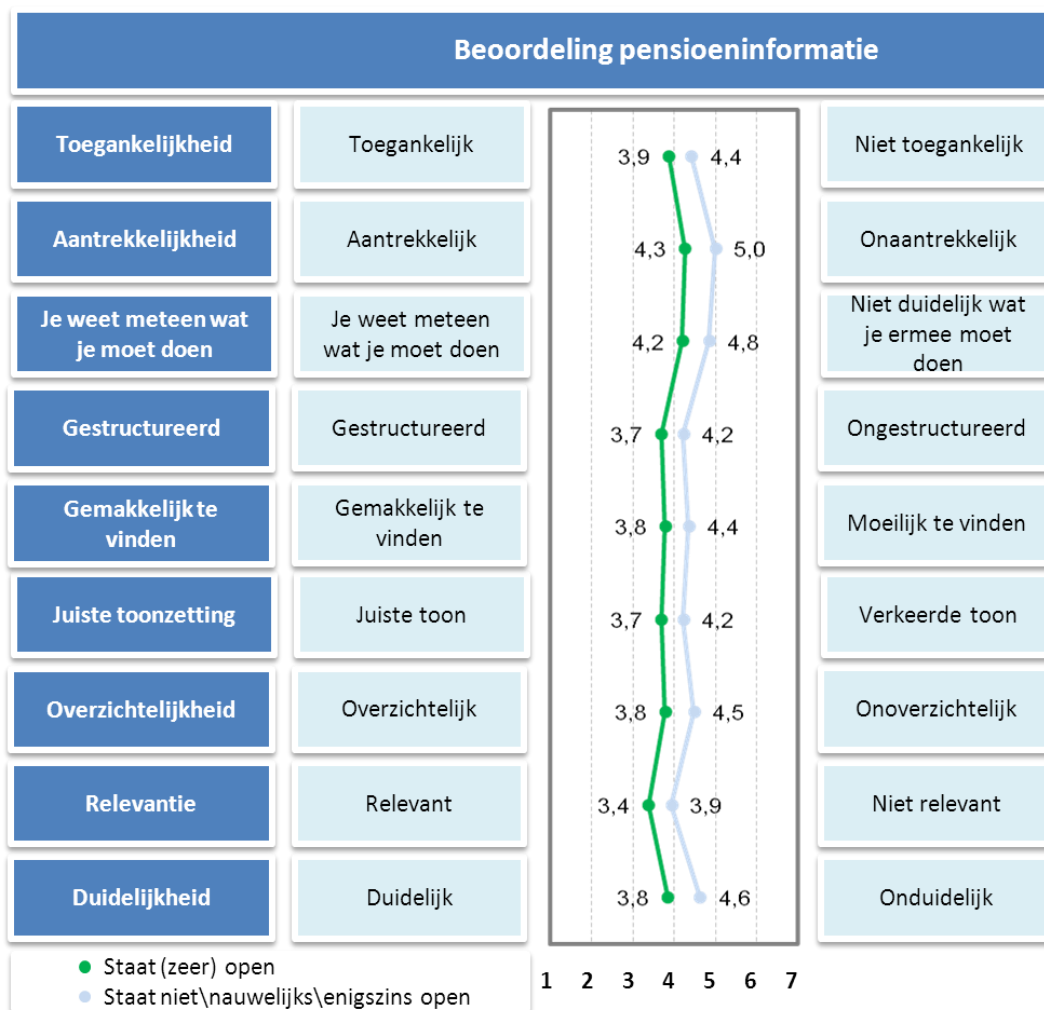 Beoordeling pensioeninformatie
Toegankelijkheid
Toegankelijk
3,9
4,4
Niet toegankelijk
Aantrekkelijkheid
Aantrekkelijk
4,3
5,0
Onaantrekkelijk
Je weet meteen wat
je moet doen
Je weet meteen
wat je moet doen
4,2
4,8
Niet duidelijk wat
je ermee moet
doen
Gestructureerd
Gestructureerd
3,7
4,2
Ongestructureerd
Gemakkelijk te
vinden
Gemakkelijk te
vinden
3,8
4,4
Moeilijk te vinden
Juiste toonzetting
Juiste toon
3,7
4,2
Verkeerde toon
Overzichtelijkheid
Overzichtelijk
3,8
4,5
Onoverzichtelijk
Relevantie
Relevant
3,4
3,9
Niet relevant
Duidelijkheid
Duidelijk
3,8
4,6
Onduidelijk
Staat (zeer) open
Staat niet\nauwelijks\enigszins open
1 2 3 4 5 6 7